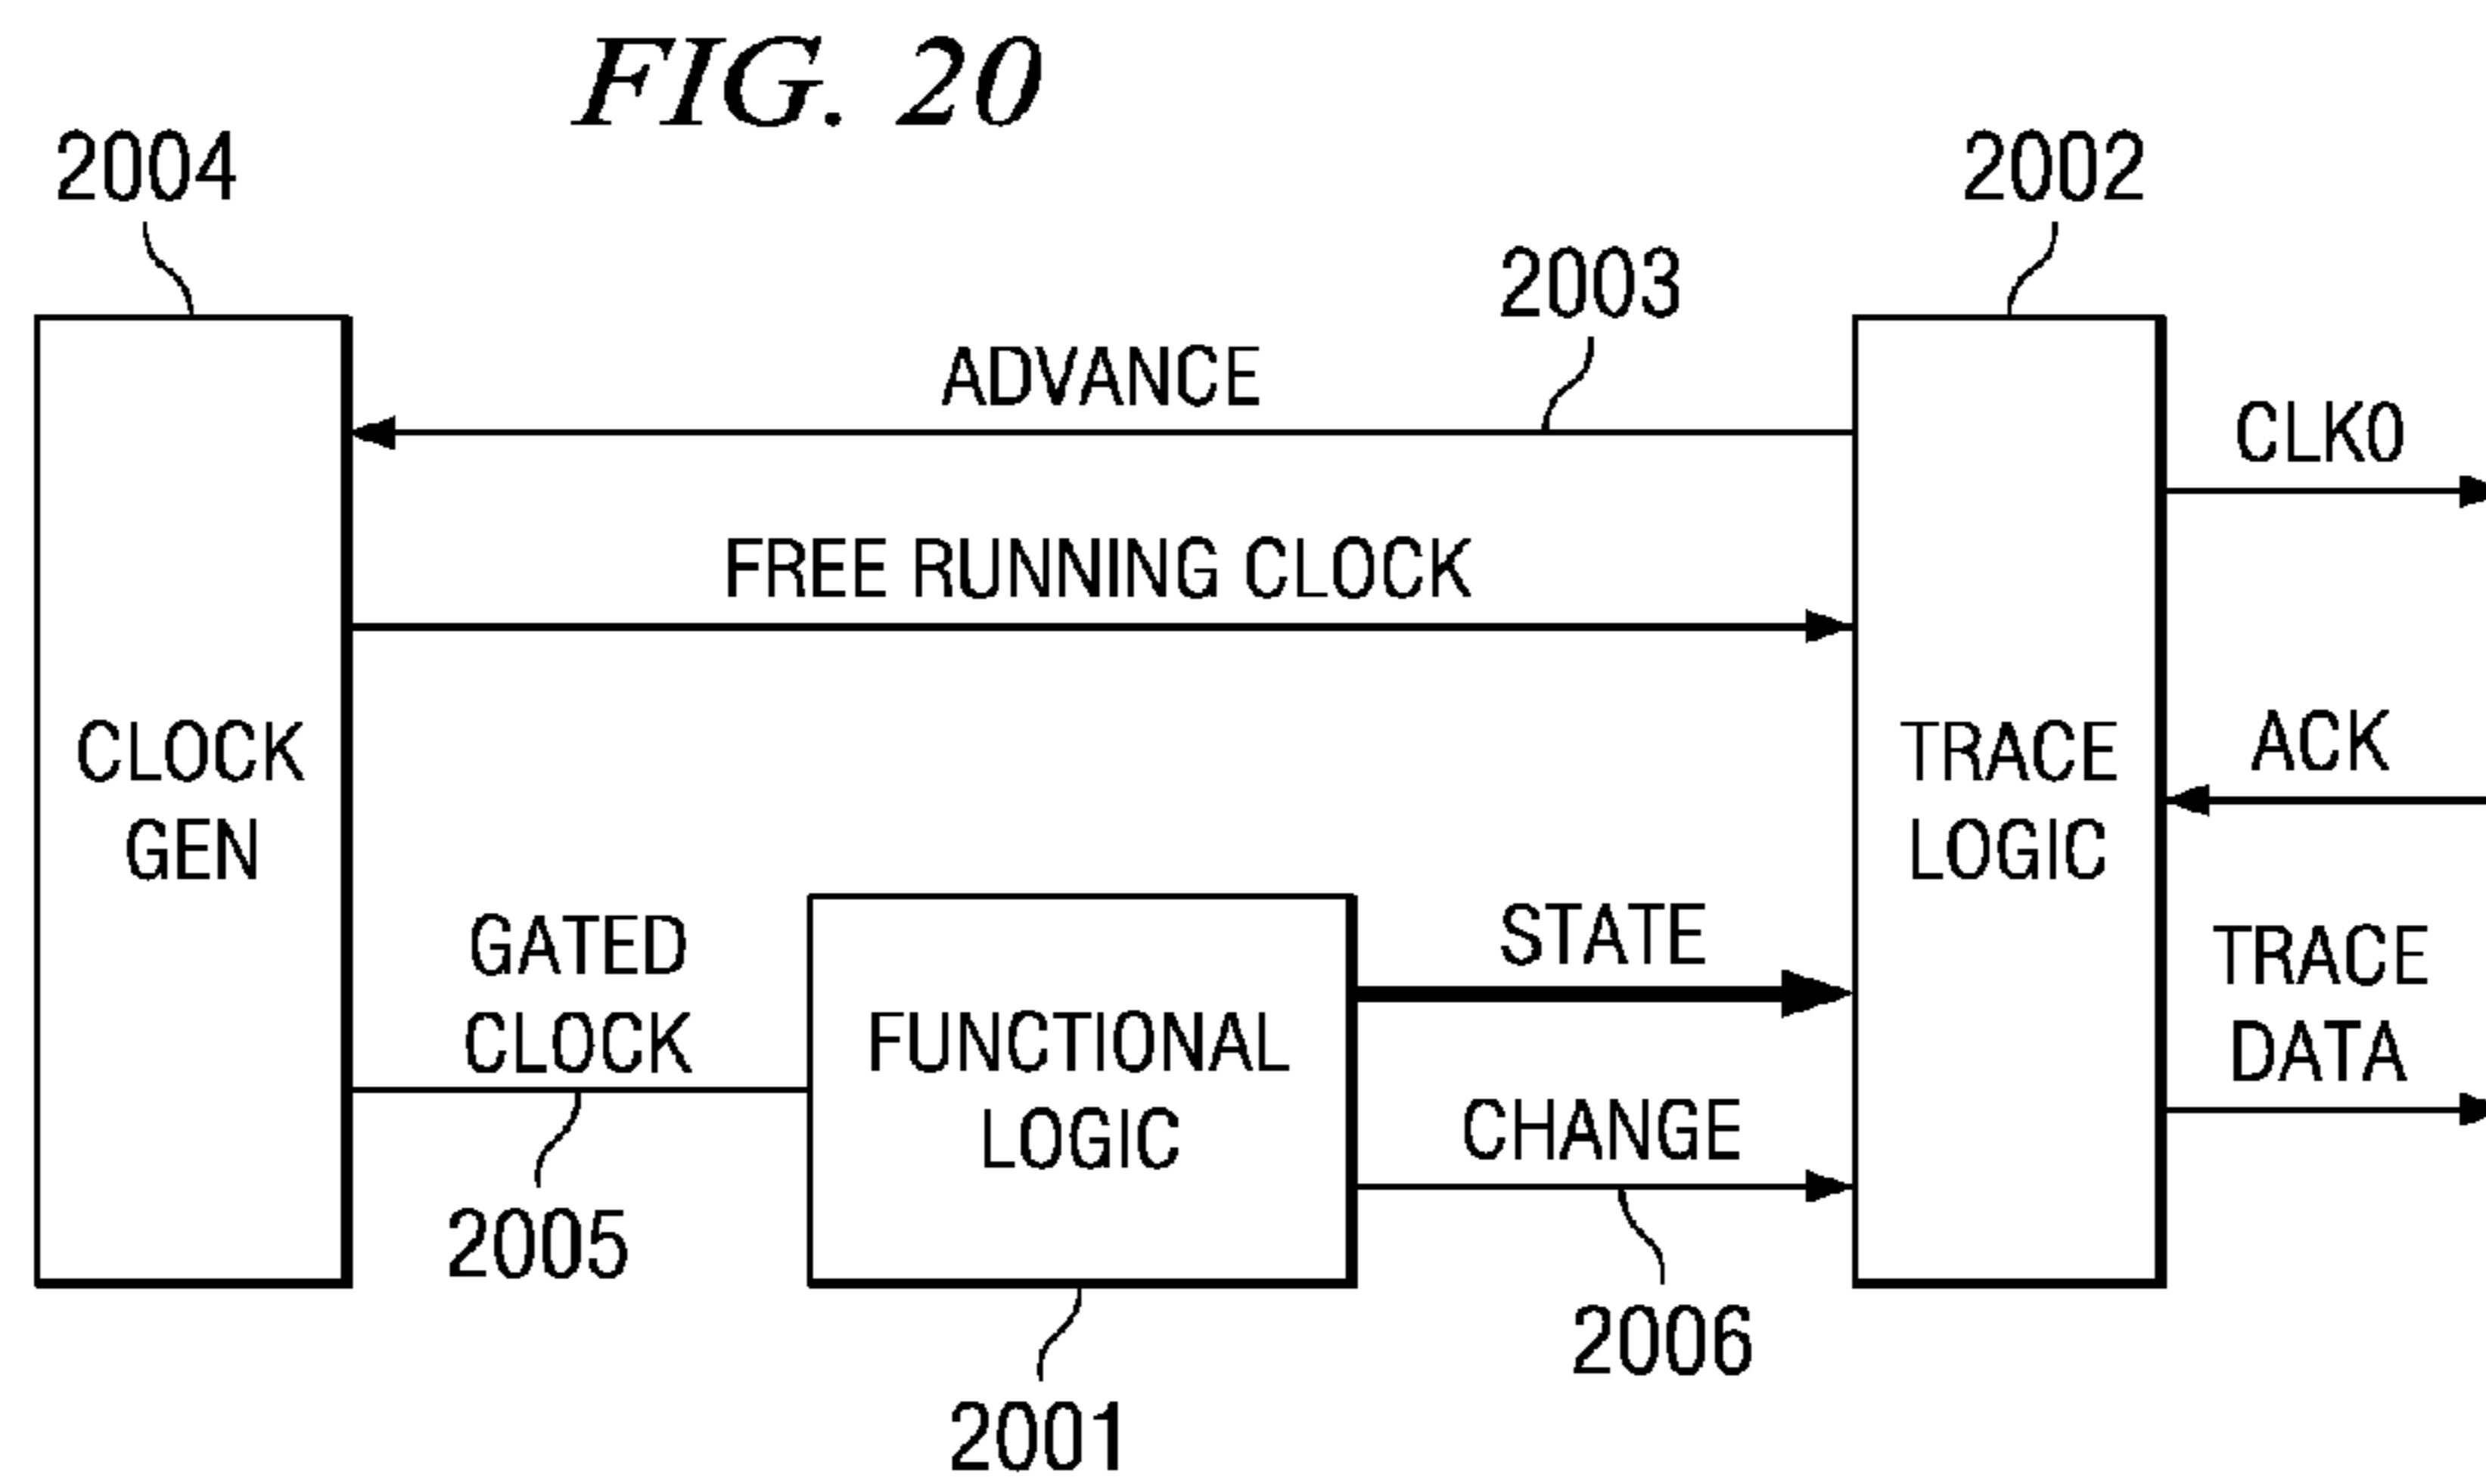 FIG. 20
2004
2002
2003
ADVANCE
CLK0
FREE RUNNING CLOCK
CLOCK
GEN
TRACE
LOGIC
ACK
GATED
CLOCK
FUNCTIONAL
LOGIC
STATE
TRACE
DATA
CHANGE
2005
2006
2001